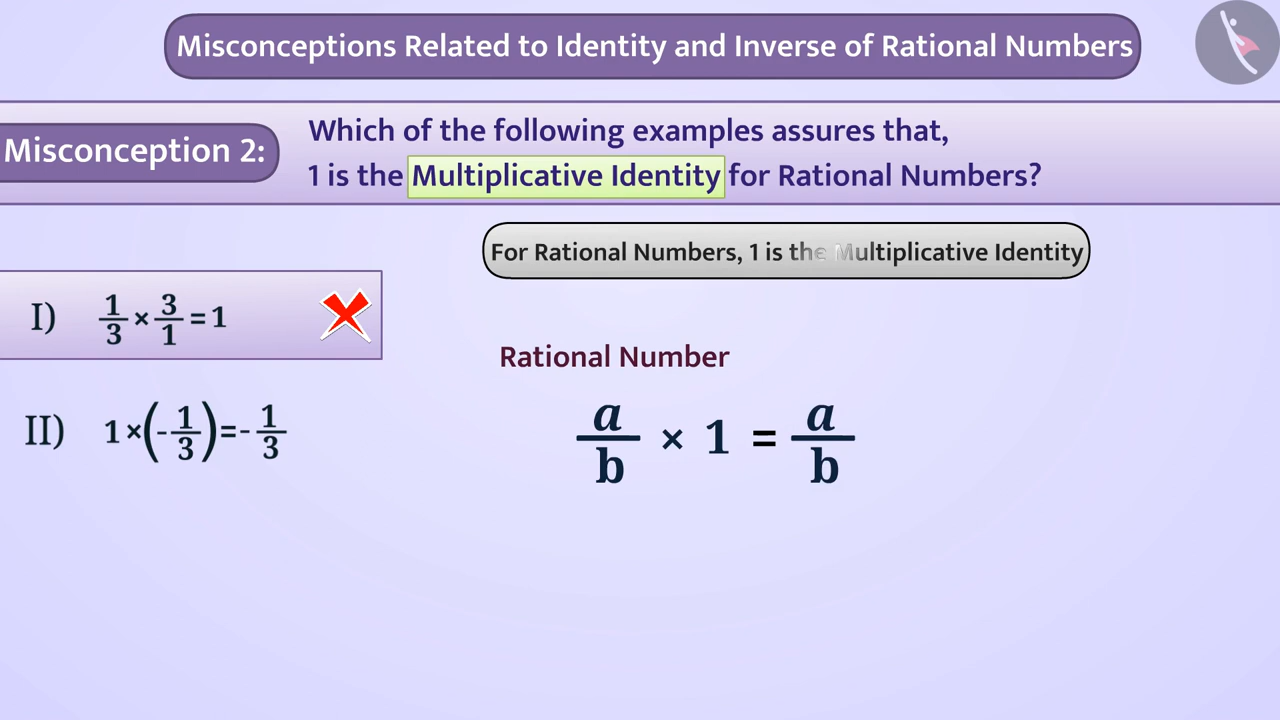 Misconceptions Related to Identity and Inverse of Rational Numbers
Misconception 2:
Which of the following examples assures that,
1 is the Multiplicative Identity for Rational Numbers?
For Rational Numbers, 1 is the Multiplicative Identity
I) 1/3 × 3/1 = 1
II) 1 × (-1/3) = -1/3
Rational Number
a/b × 1 = a/b